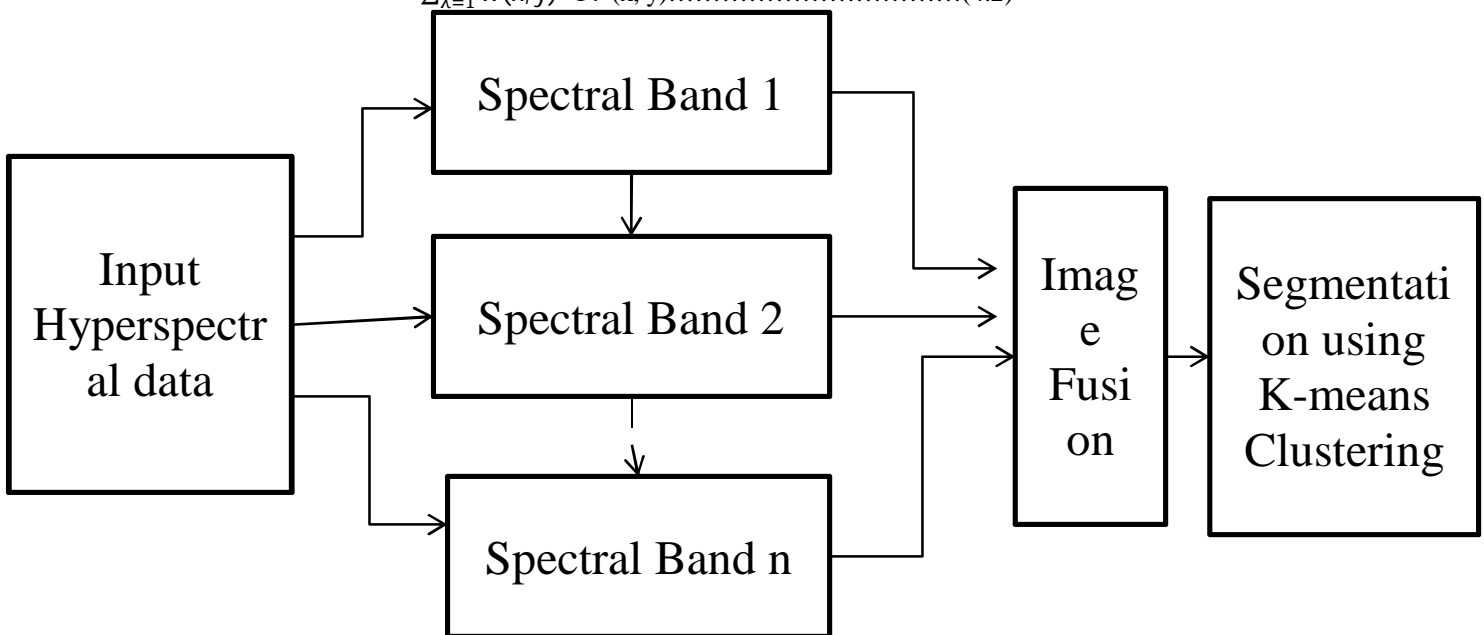 (x, y)
Spectral Band 1
Input
Hyperspectr
al data
Spectral Band 2
Spectral Band n
Imag
e
Fusi
on
Segmentati
on using
K-means
Clustering